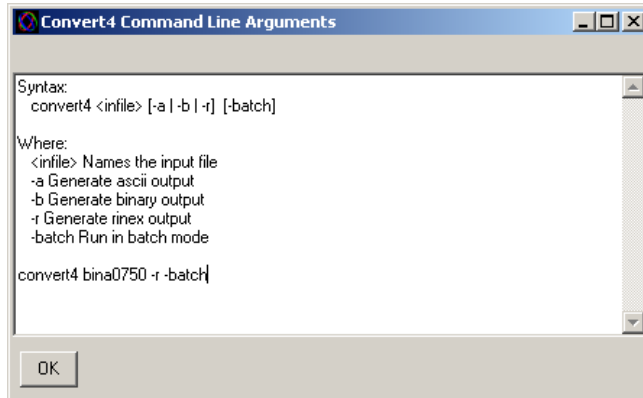 Convert4 Command Line Arguments
Syntax:
convert4 <infile> [-a | -b | -r] [-batch]
Where:
<infile> Names the input file
-a Generate ascii output
-b Generate binary output
-r Generate rinex output
-batch Run in batch mode
convert4 bina0750 -r -batch
OK